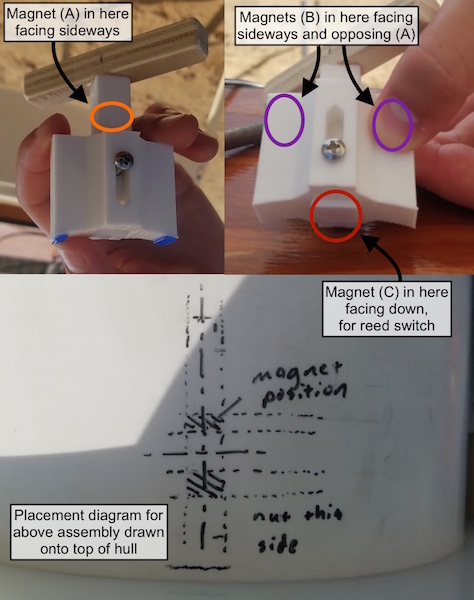 Magnet (A) in here
facing sideways
Magnets (B) in here facing
sideways and opposing (A)
Magnet (C) in here
facing down,
for reed switch
magnet
position
Placement diagram for
above assembly drawn
onto top of hull
nut this
side